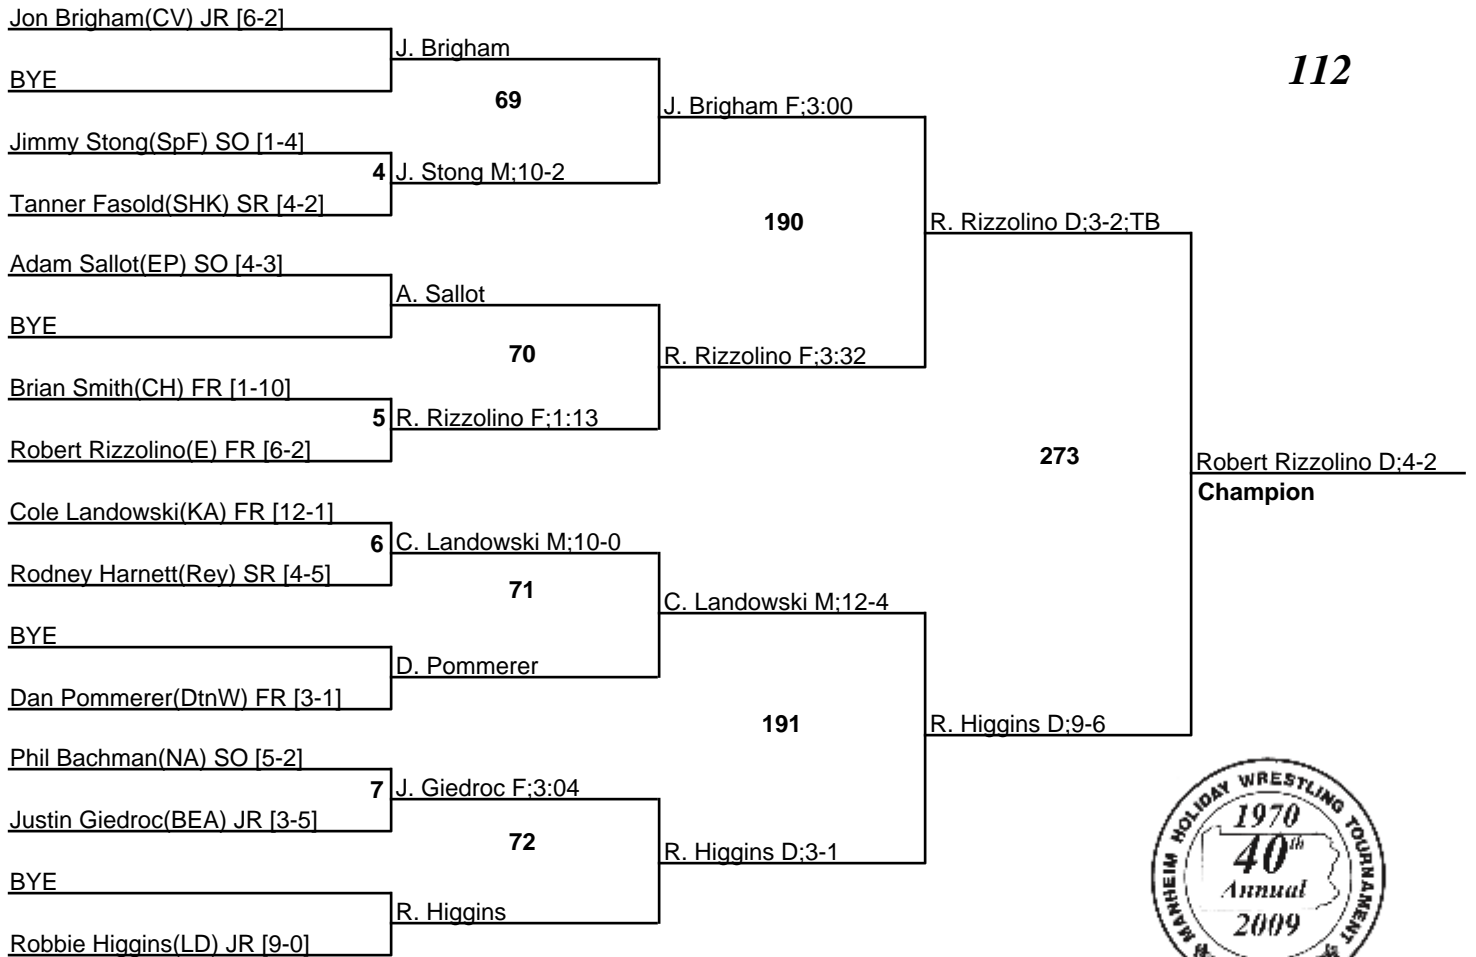 Jon Brigham(CV) JR [6-2]
J. Brigham
BYE
112
69
J. Brigham F;3:00
Jimmy Stong(SpF) SO [1-4]
4 J. Stong M;10-2
Tanner Fasold(SHK) SR [4-2]
190
R. Rizzolino D;3-2;TB
Adam Sallot(EP) SO [4-3]
A. Sallot
BYE
70
R. Rizzolino F;3:32
Brian Smith(CH) FR [1-10]
5 R. Rizzolino F;1:13
Robert Rizzolino(E) FR [6-2]
273
Robert Rizzolino D;4-2
Champion
Cole Landowski(KA) FR [12-1]
6 C. Landowski M;10-0
Rodney Harnett(Rey) SR [4-5]
71
C. Landowski M;12-4
BYE
D. Pommerer
Dan Pommerer(DtnW) FR [3-1]
191
R. Higgins D;9-6
Phil Bachman(NA) SO [5-2]
7 J. Giedroc F;3:04
Justin Giedroc(BEA) JR [3-5]
72
R. Higgins D;3-1
BYE
R. Higgins
Robbie Higgins(LD) JR [9-0]
MANHEIM HOLIDAY WRESTLING TOURNAMENT
1970
40th
Annual
2009